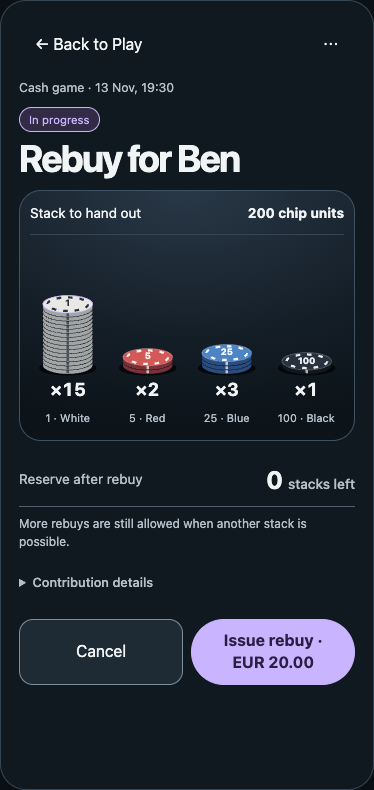 ← Back to Play ...
Cash game · 13 Nov, 19:30
In progress
Rebuy for Ben
Stack to hand out 200 chip units
1 5 25 100
×15 ×2 ×3 ×1
1 · White 5 · Red 25 · Blue 100 · Black
Reserve after rebuy 0 stacks left
More rebuys are still allowed when another stack is
possible.
▶ Contribution details
Cancel
Issue rebuy ·
EUR 20.00